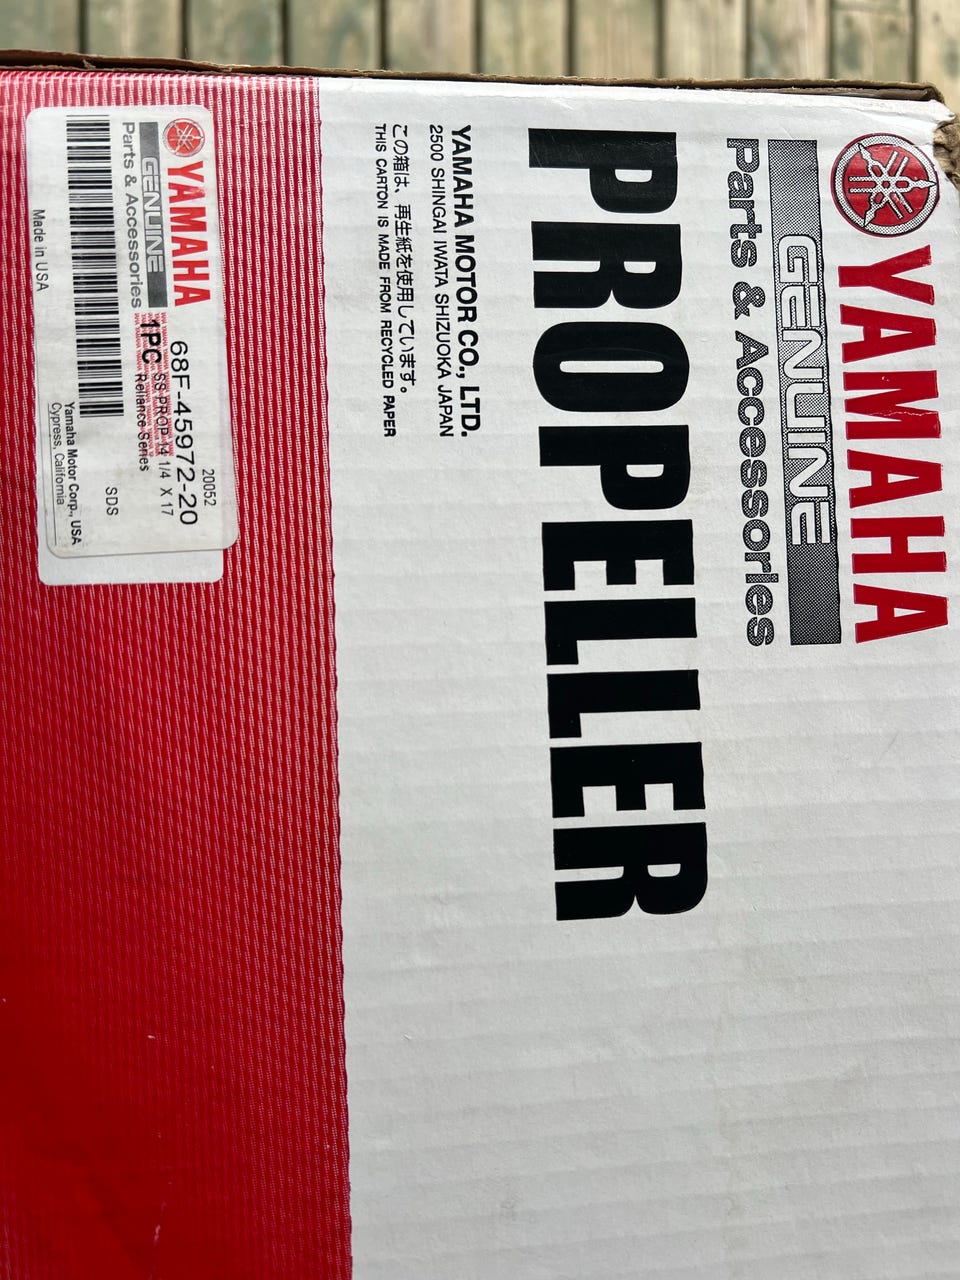 YAMAHA
GENUINE
Parts & Accessories
PROPELLER
YAMAHA MOTOR CO., LTD.
2500 SHINGAI IWATA SHIZUOKA JAPAN
この箱は、再生紙を使用しています。
THIS CARTON IS MADE FROM RECYCLED PAPER
YAMAHA
GENUINE
Parts & Accessories
20052
68F-45972-20
1PC
SS PROP 14 1/4 X 17
Reliance Series
SDS
Yamaha Motor Corp., USA
Cypress, California
Made in USA